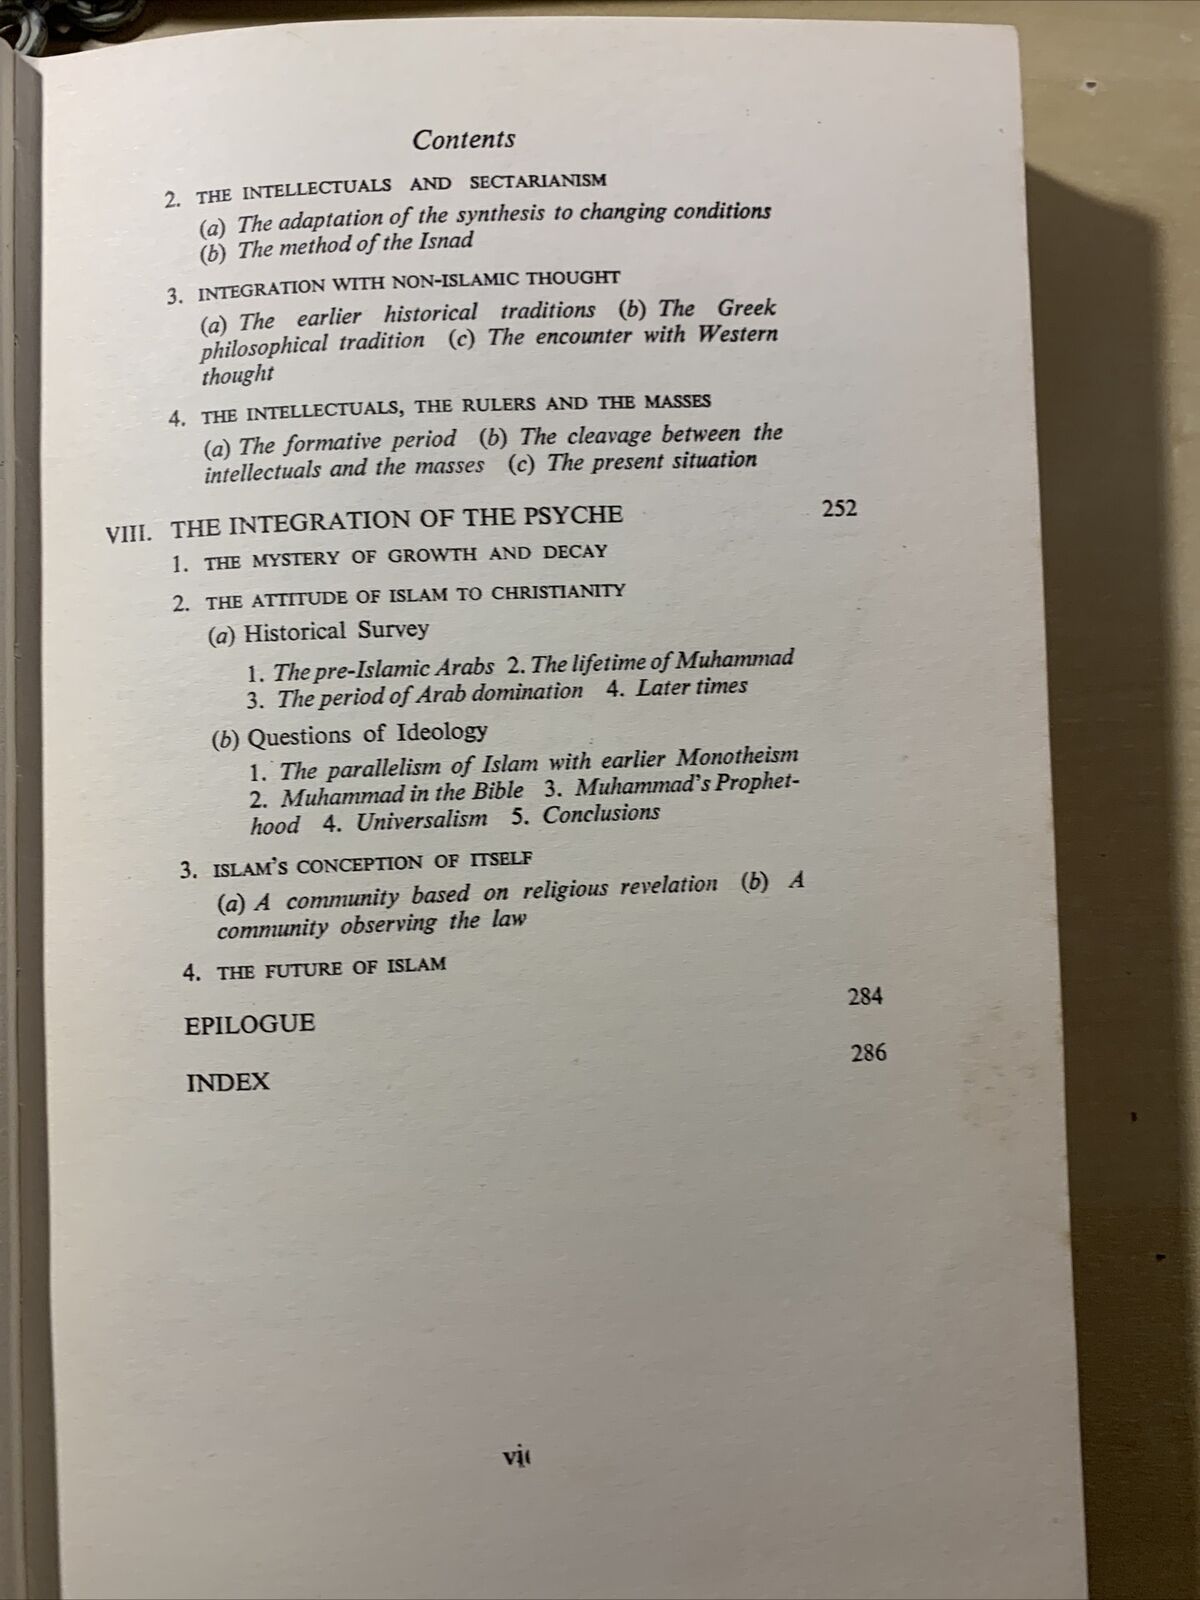 Contents
2. THE INTELLECTUALS AND SECTARIANISM
(a) The adaptation of the synthesis to changing conditions
(b) The method of the Isnad
3. INTEGRATION WITH NON-ISLAMIC THOUGHT
(a) The earlier historical traditions (b) The Greek
philosophical tradition (c) The encounter with Western
thought
4. THE INTELLECTUALS, THE RULERS AND THE MASSES
(a) The formative period (b) The cleavage between the
intellectuals and the masses (c) The present situation
VIII. THE INTEGRATION OF THE PSYCHE 252
1. THE MYSTERY OF GROWTH AND DECAY
2. THE ATTITUDE OF ISLAM TO CHRISTIANITY
(a) Historical Survey
1. The pre-Islamic Arabs 2. The lifetime of Muhammad
3. The period of Arab domination 4. Later times
(b) Questions of Ideology
1. The parallelism of Islam with earlier Monotheism
2. Muhammad in the Bible 3. Muhammad's Prophet-
hood 4. Universalism 5. Conclusions
3. ISLAM'S CONCEPTION OF ITSELF
(a) A community based on religious revelation (b) A
community observing the law
4. THE FUTURE OF ISLAM
EPILOGUE 284
INDEX 286
vii